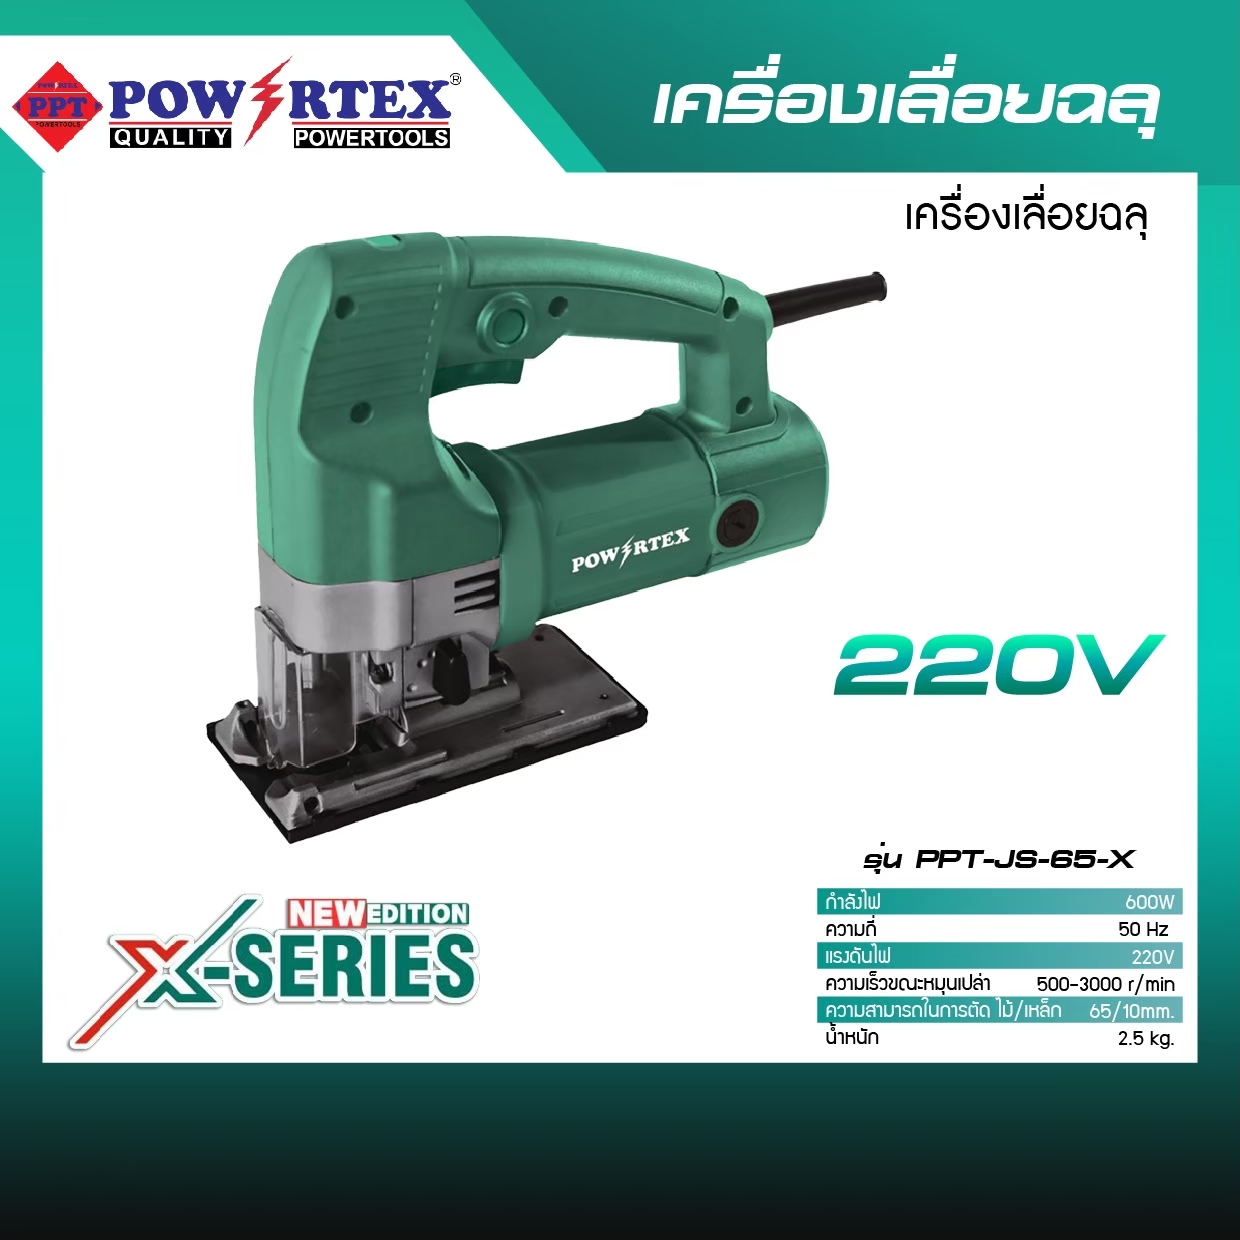 POWERTEX
PPT
POWERTOOLS
POWERTEX®
QUALITY POWERTOOLS
เครื่องเลื่อยฉลุ
เครื่องเลื่อยฉลุ
POWERTEX
220V
รุ่น PPT-JS-65-X
กำลังไฟ 600W
ความถี่ 50 Hz
แรงดันไฟ 220V
ความเร็วขณะหมุนเปล่า 500-3000 r/min
ความสามารถในการตัด ไม้/เหล็ก 65/10mm.
น้ำหนัก 2.5 kg.
NEW EDITION
X-SERIES